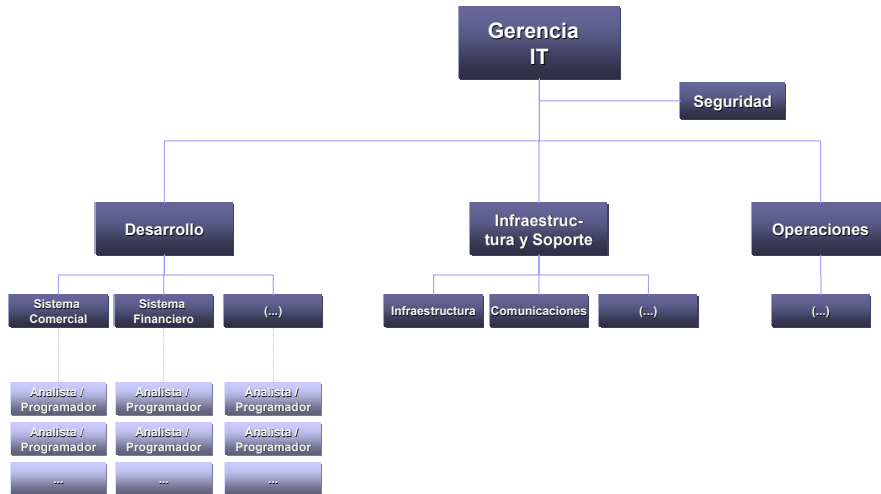 Gerencia
IT
Seguridad
Desarrollo
Infraestruc-
tura y Soporte
Operaciones
Sistema
Comercial
Sistema
Financiero
(...)
Infraestructura
Comunicaciones
(...)
(...)
Analista /
Programador
Analista /
Programador
Analista /
Programador
Analista /
Programador
Analista /
Programador
Analista /
Programador
...
...
...